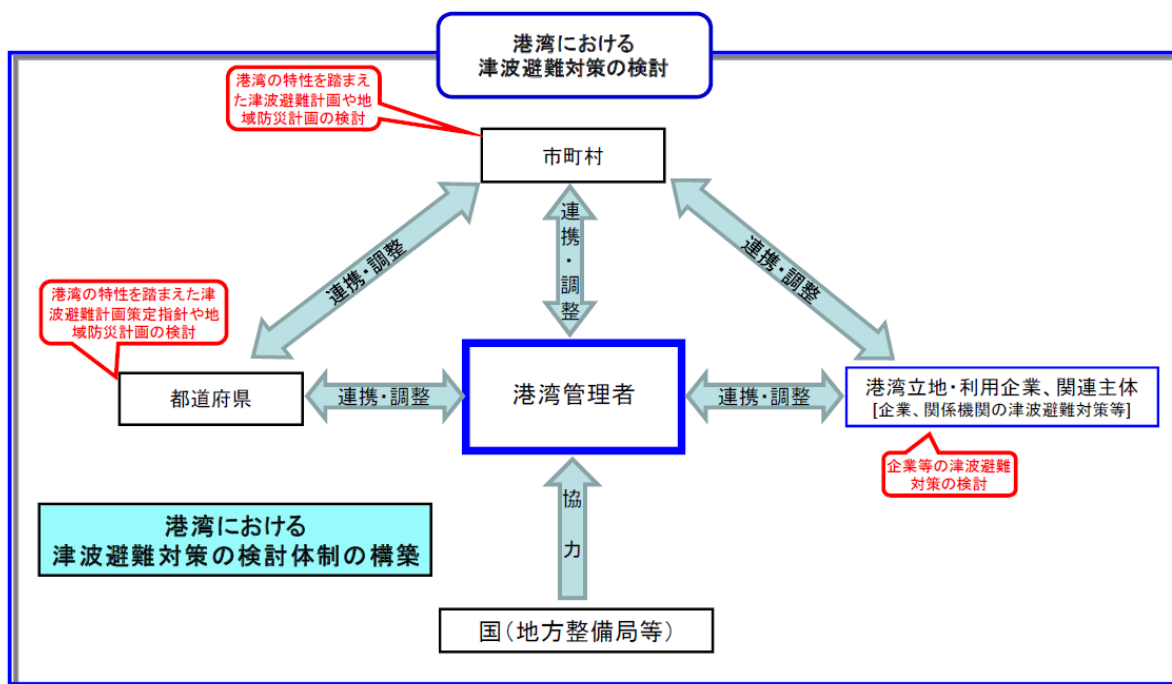 港湾における
津波避難対策の検討
港湾の特性を踏まえ
た津波避難計画や地
域防災計画の検討
市町村
連携・調整
連携・調整
連携・調整
港湾の特性を踏まえた津
波避難計画策定指針や地
域防災計画の検討
都道府県
連携・調整
港湾管理者
連携・調整
港湾立地・利用企業、関連主体
[企業、関係機関の津波避難対策等]
企業等の津波避難
対策の検討
港湾における
津波避難対策の検討体制の構築
協力
国（地方整備局等）